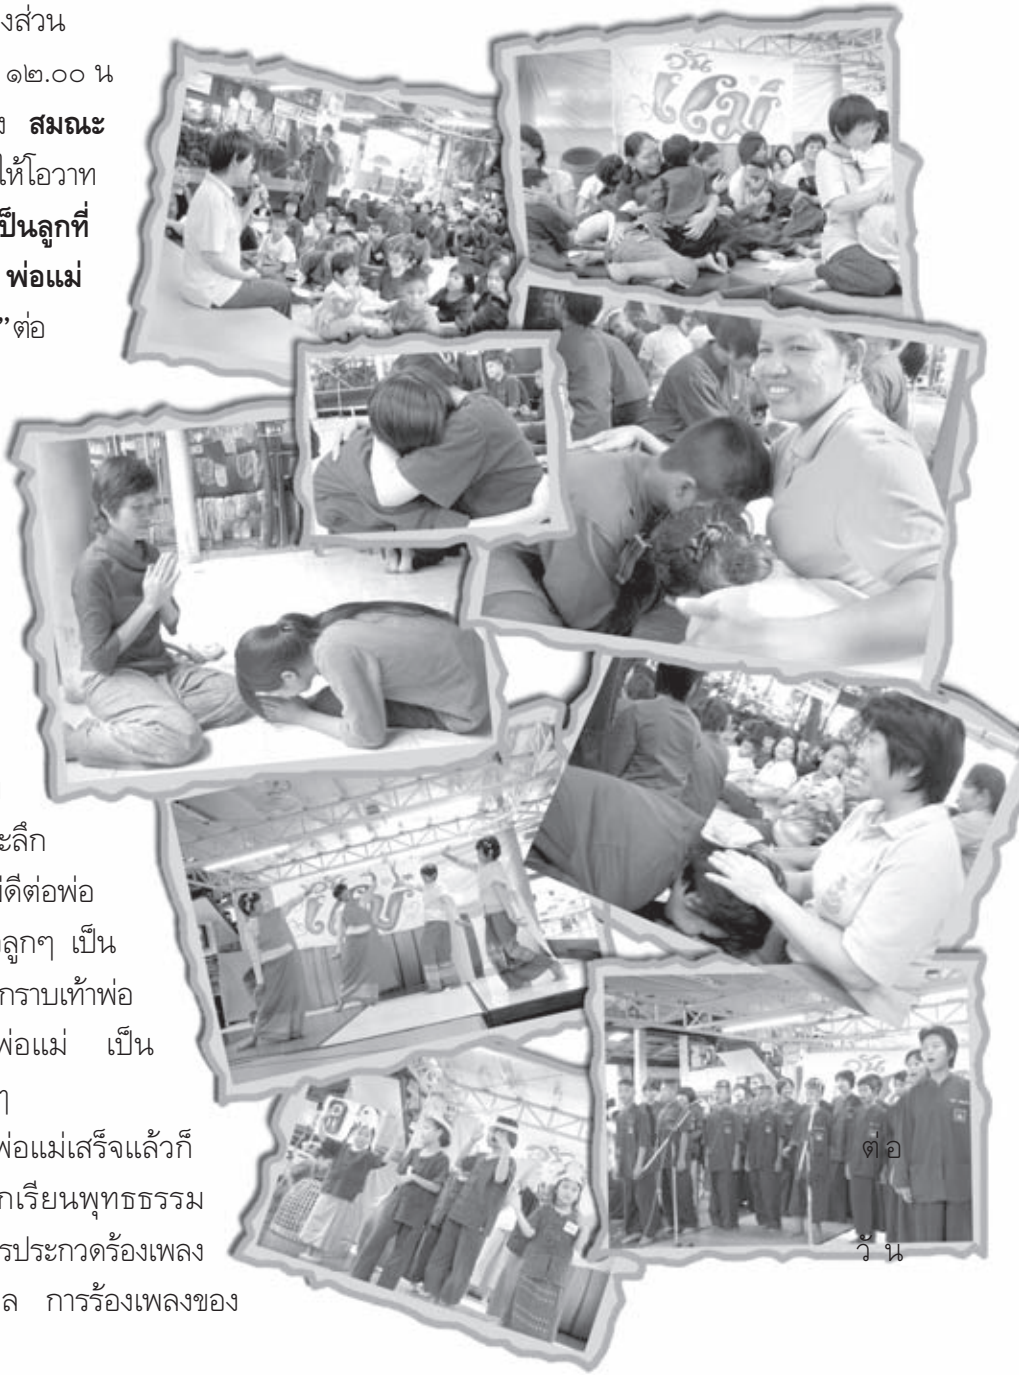 งส่วน
๑๒.๐๐ น
ง สมณะ
ให้โอวาท
ป็นลูกที่
พ่อแม่
”ต่อ
วัน
แม่
ะลึก
ดีต่อพ่อ
ลูกๆ เป็น
กราบเท้าพ่อ
พ่อแม่ เป็น
ๆ
พ่อแม่เสร็จแล้วก็
กเรียนพุทธธรรม
รประกวดร้องเพลง
ล การร้องเพลงของ
แม่
วัน
ต่อ
วัน